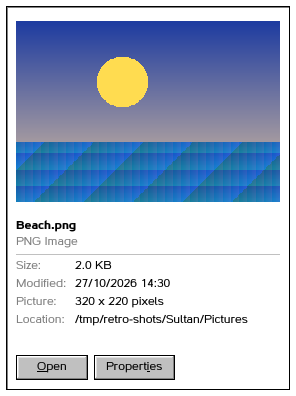 Beach.png
PNG Image
Size: 2.0 KB
Modified: 27/10/2026 14:30
Picture: 320 x 220 pixels
Location: /tmp/retro-shots/Sultan/Pictures
Open Properties